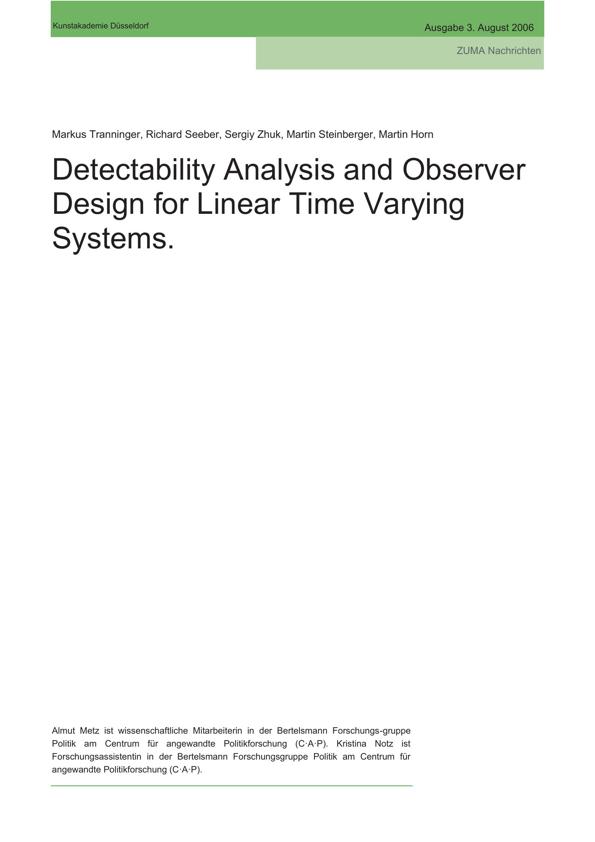 Kunstakademie Düsseldorf
Ausgabe 3. August 2006
ZUMA Nachrichten
Markus Tranninger, Richard Seeber, Sergiy Zhuk, Martin Steinberger, Martin Horn
Detectability Analysis and Observer
Design for Linear Time Varying
Systems.
Almut Metz ist wissenschaftliche Mitarbeiterin in der Bertelsmann Forschungs-gruppe
Politik am Centrum für angewandte Politikforschung (C·A·P). Kristina Notz ist
Forschungsassistentin in der Bertelsmann Forschungsgruppe Politik am Centrum für
angewandte Politikforschung (C·A·P).